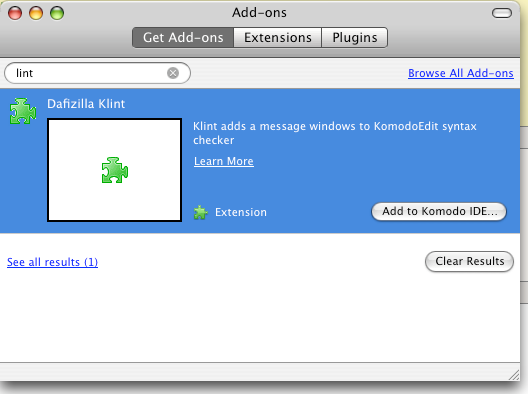 Add-ons
Get Add-ons Extensions Plugins
lint Browse All Add-ons
Dafizilla Klint
Klint adds a message windows to KomodoEdit syntax
checker
Learn More
Extension Add to Komodo IDE...
See all results (1) Clear Results